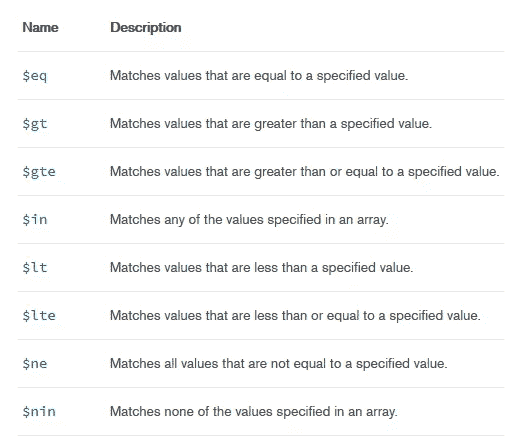 Name Description
$eq Matches values that are equal to a specified value.
$gt Matches values that are greater than a specified value.
$gte Matches values that are greater than or equal to a specified value.
$in Matches any of the values specified in an array.
$lt Matches values that are less than a specified value.
$lte Matches values that are less than or equal to a specified value.
$ne Matches all values that are not equal to a specified value.
$nin Matches none of the values specified in an array.